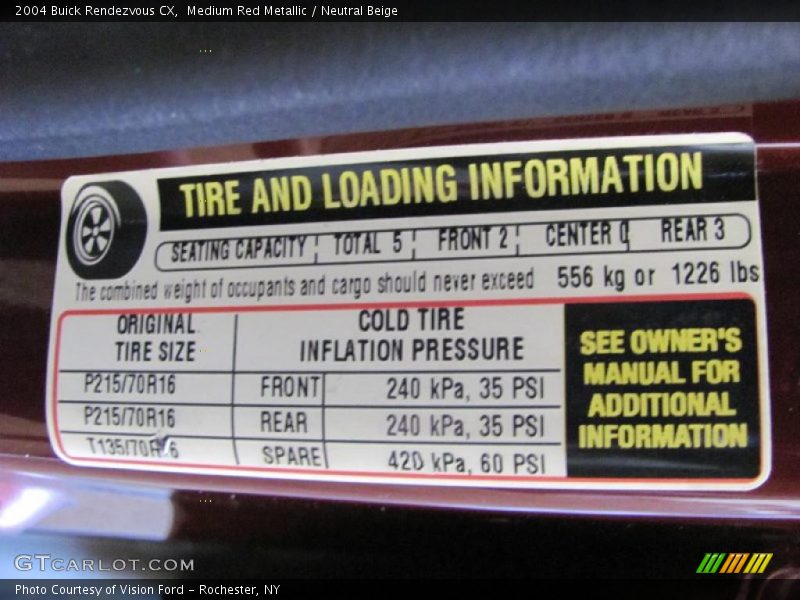 2004 Buick Rendezvous CX, Medium Red Metallic / Neutral Beige
TIRE AND LOADING INFORMATION
SEATING CAPACITY TOTAL 5 FRONT 2 CENTER 0 REAR 3
The combined weight of occupants and cargo should never exceed 556 kg or 1226 lbs
ORIGINAL TIRE SIZE
COLD TIRE INFLATION PRESSURE
P215/70R16 FRONT 240 kPa, 35 PSI
P215/70R16 REAR 240 kPa, 35 PSI
T135/70R16 SPARE 420 kPa, 60 PSI
SEE OWNER'S
MANUAL FOR
ADDITIONAL
INFORMATION
GTCARLOT.COM
Photo Courtesy of Vision Ford - Rochester, NY